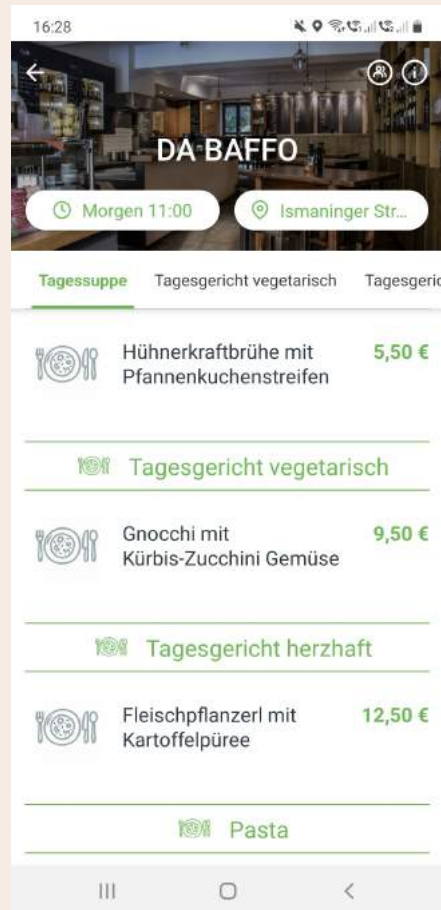 16:28
DA BAFFO
Morgen 11:00
Ismaninger Str...
Tagessuppe
Tagesgericht vegetarisch
Tagesgeric
Hühnerkraftbrühe mit
5,50 €
Pfannenkuchenstreifen
Tagesgericht vegetarisch
Gnocchi mit
9,50 €
Kürbis-Zucchini Gemüse
Tagesgericht herzhaft
Fleischpflanzerl mit
12,50 €
Kartoffelpüree
Pasta